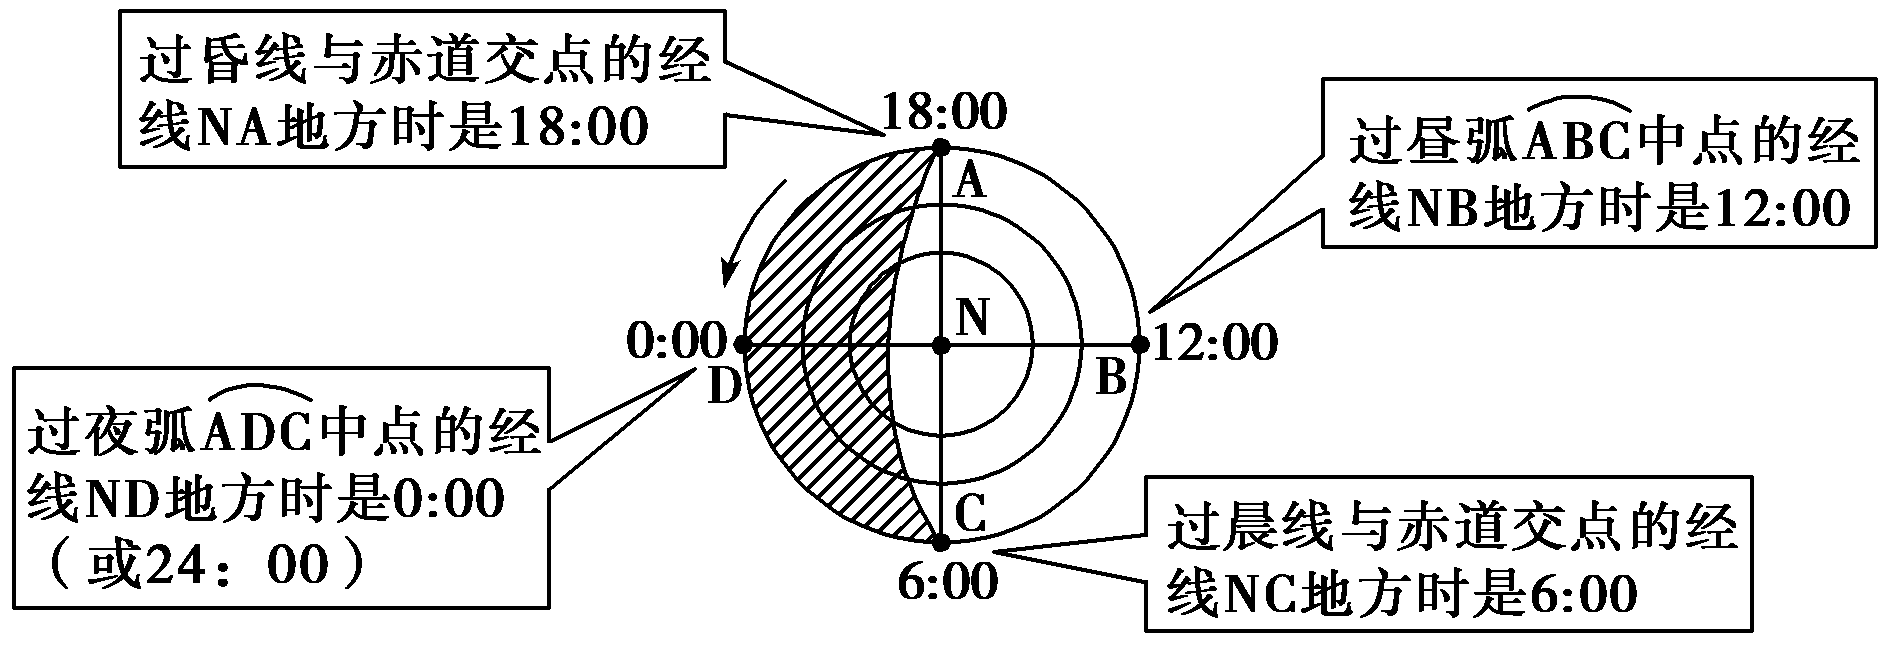 过昏线与赤道交点的经
线NA地方时是18:00
18:00
过昼弧ABC中点的经
线NB地方时是12:00
A
N
0:00
12:00
D
B
过夜弧ADC中点的经
线ND地方时是0:00
（或24：00）
C
6:00
过晨线与赤道交点的经
线NC地方时是6:00